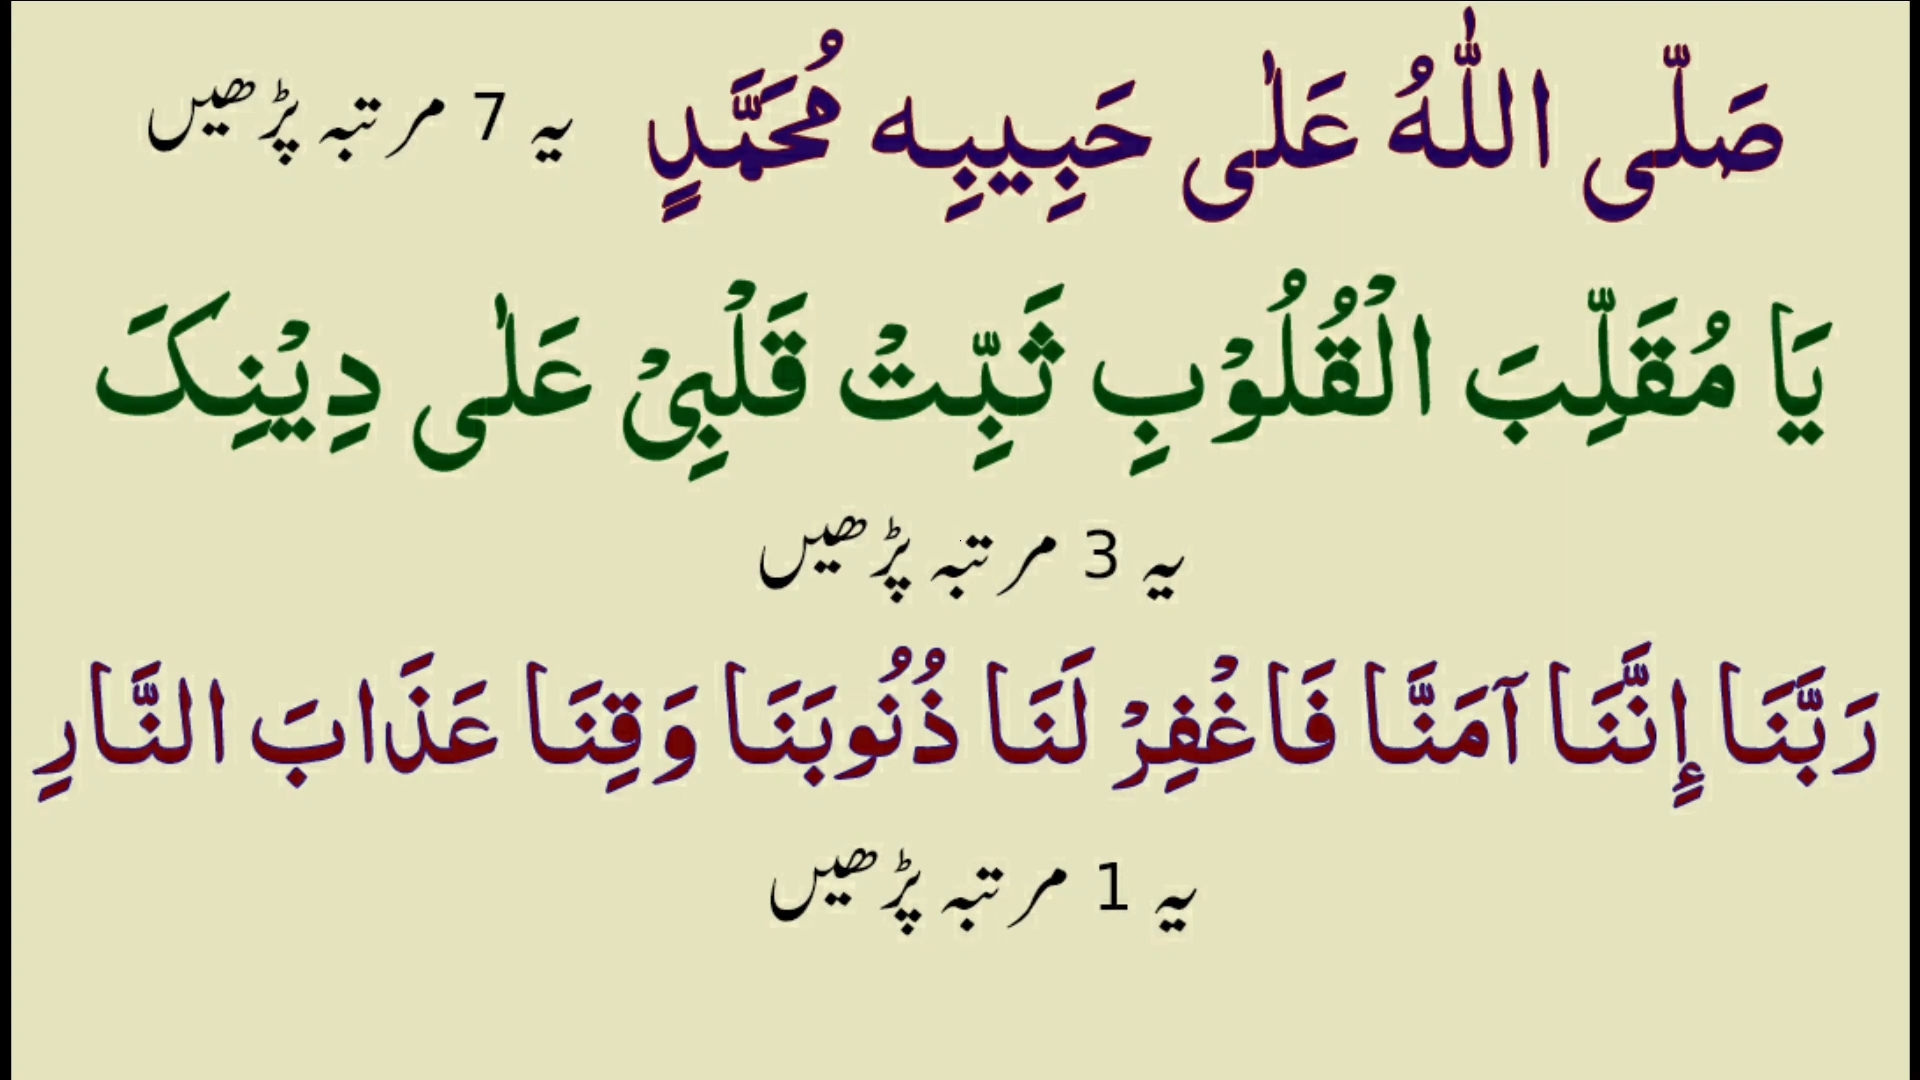 صَلّٰی اللّٰهُ عَلٰی حَبِیبِه مُحَمَّدٍ یہ 7 مرتبہ پڑھیں
یَا مُقَلِّبَ الْقُلُوْبِ ثَبِّتْ قَلْبِیْ عَلٰی دِیْنِکَ
یہ 3 مرتبہ پڑھیں
رَبَّنَا إِنَّنَا آمَنَّا فَاغْفِرْ لَنَا ذُنُوبَنَا وَقِنَا عَذَابَ النَّارِ
یہ 1 مرتبہ پڑھیں